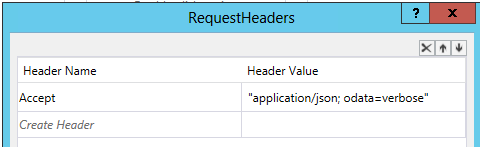 RequestHeaders
?
x
Header Name Header Value
Accept "application/json; odata=verbose"
Create Header